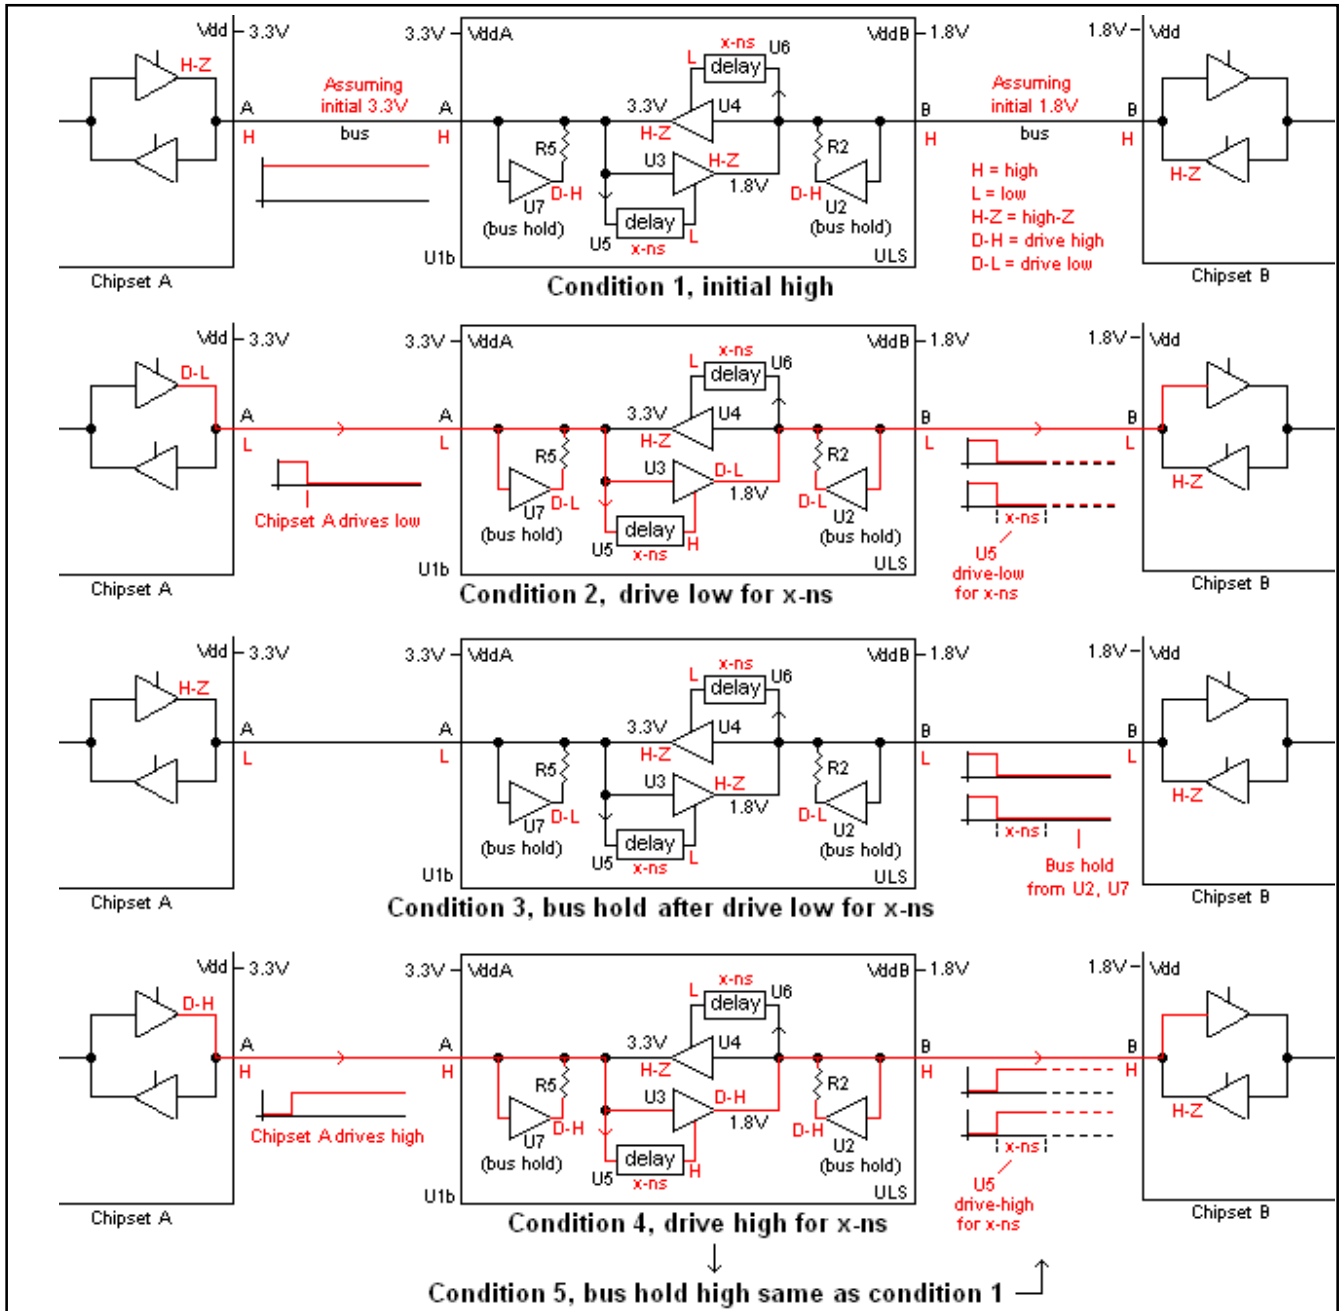 Vdd 3.3V 3.3V VddA VddB 1.8V 1.8V Vdd
x-ns U6
H-Z L delay
Assuming initial 3.3V
Assuming initial 1.8V
A A 3.3V U4 B B
H bus H H-Z H bus H
R5 U3 H-Z R2
D-H 1.8V D-H H-Z
U7 (bus hold) U5 delay L x-ns U2 (bus hold)
H = high
L = low
H-Z = high-Z
D-H = drive high
D-L = drive low
Chipset A U1b ULS Chipset B
Condition 1, initial high
Vdd 3.3V 3.3V VddA VddB 1.8V 1.8V Vdd
x-ns U6
D-L L delay
A A 3.3V U4 B B
L L H-Z L L
R5 U3 D-L R2
D-L 1.8V D-L H-Z
Chipset A drives low
U7 (bus hold) U5 delay H x-ns U2 (bus hold)
x-ns
U5
drive-low
for x-ns
Chipset A U1b ULS Chipset B
Condition 2, drive low for x-ns
Vdd 3.3V 3.3V VddA VddB 1.8V 1.8V Vdd
x-ns U6
H-Z L delay
A A 3.3V U4 B B
L L H-Z L L
R5 U3 H-Z R2
D-L 1.8V D-L H-Z
U7 (bus hold) U5 delay L x-ns U2 (bus hold)
x-ns
Bus hold
from U2, U7
Chipset A U1b ULS Chipset B
Condition 3, bus hold after drive low for x-ns
Vdd 3.3V 3.3V VddA VddB 1.8V 1.8V Vdd
x-ns U6
D-H L delay
A A 3.3V U4 B B
H H H-Z H H
R5 U3 D-H R2
D-H 1.8V D-H H-Z
Chipset A drives high
U7 (bus hold) U5 delay H x-ns U2 (bus hold)
x-ns
U5
drive-high
for x-ns
Chipset A U1b ULS Chipset B
Condition 4, drive high for x-ns
Condition 5, bus hold high same as condition 1